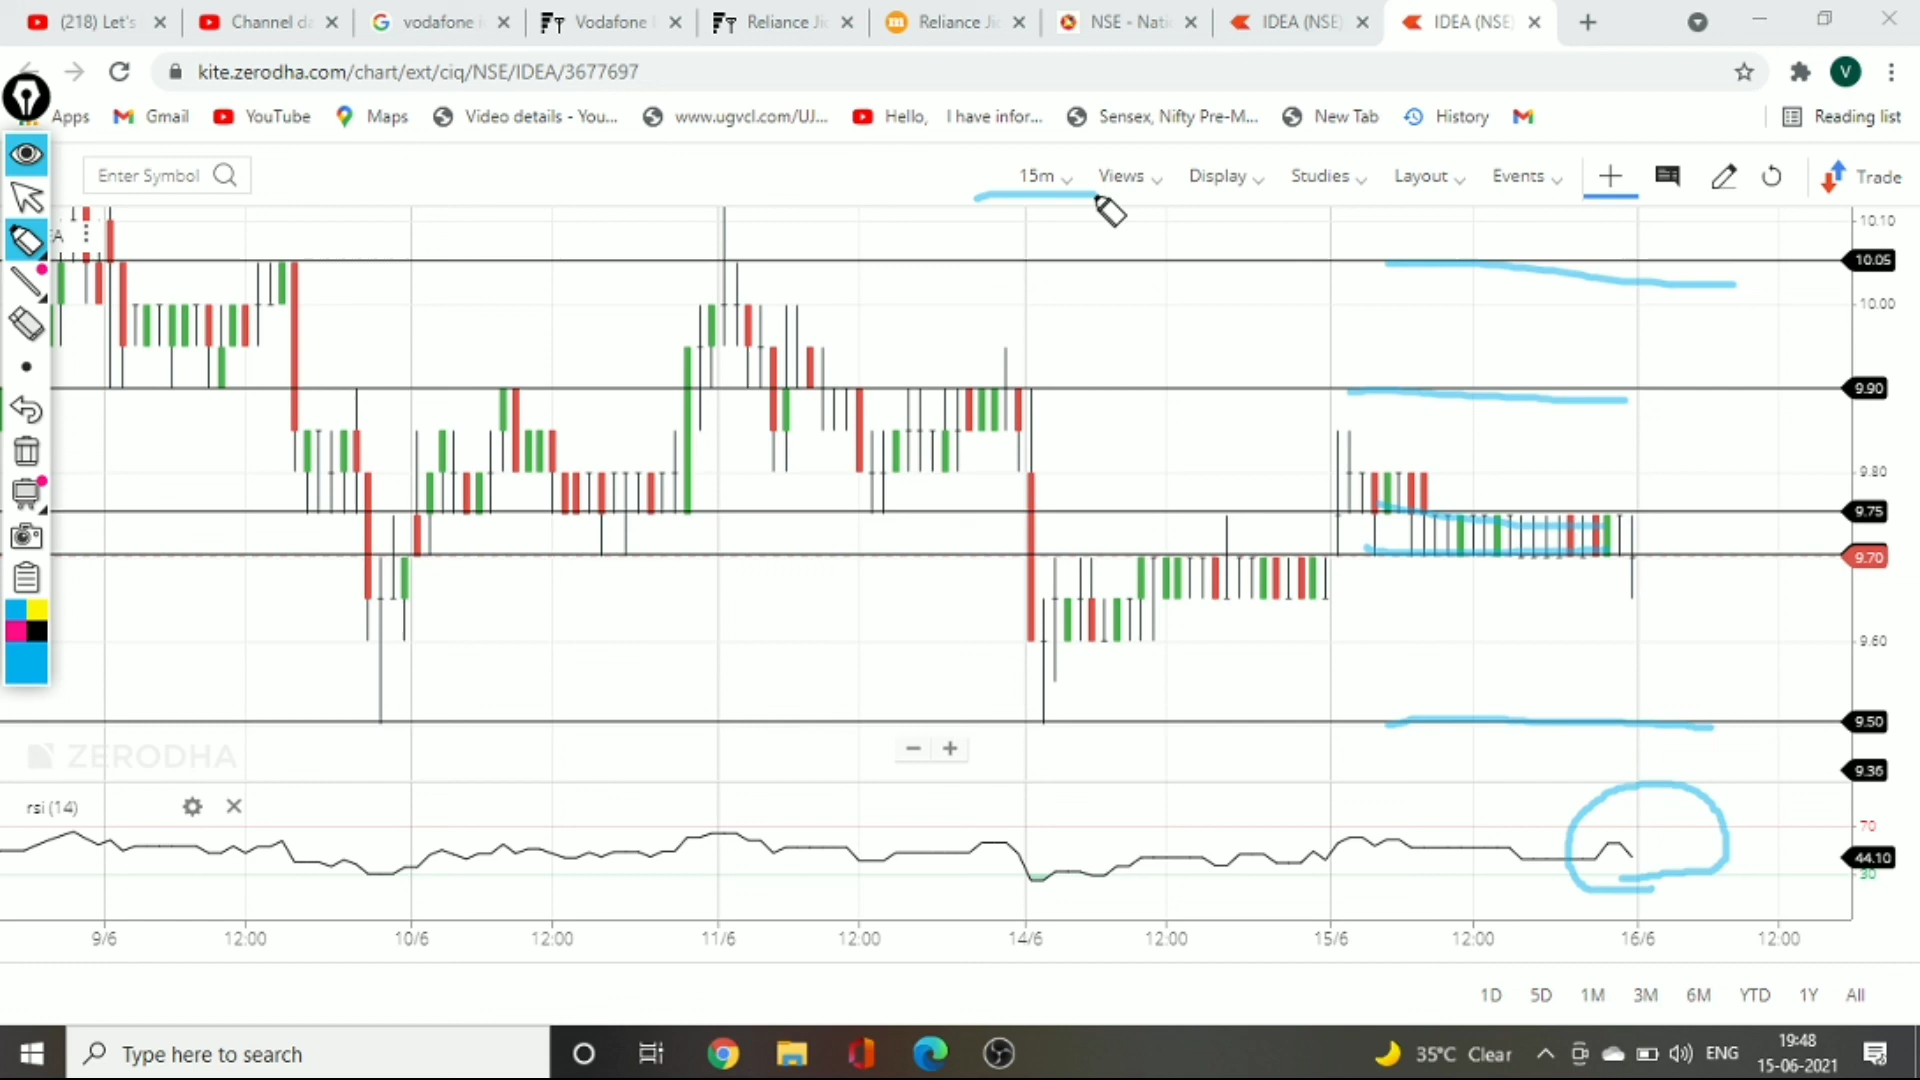 (218) Let's
Channel da
vodafone i
Vodafone I
Reliance Jio
Reliance Jio
NSE - Nati
IDEA (NSE)
IDEA (NSE)
kite.zerodha.com/chart/ext/ciq/NSE/IDEA/3677697
V
Apps
Gmail
YouTube
Maps
Video details - You...
www.ugvcl.com/UJ...
Hello, I have infor...
Sensex, Nifty Pre-M...
New Tab
History
Reading list
Enter Symbol
15m
Views
Display
Studies
Layout
Events
Trade
10.10
10.05
10.00
9.90
9.80
9.75
9.70
9.60
9.50
9.36
ZERODHA
rsi (14)
70
44.10
30
9/6
12:00
10/6
12:00
11/6
12:00
14/6
12:00
15/6
12:00
16/6
12:00
1D
5D
1M
3M
6M
YTD
1Y
All
Type here to search
35°C Clear
ENG
19:48
15-06-2021